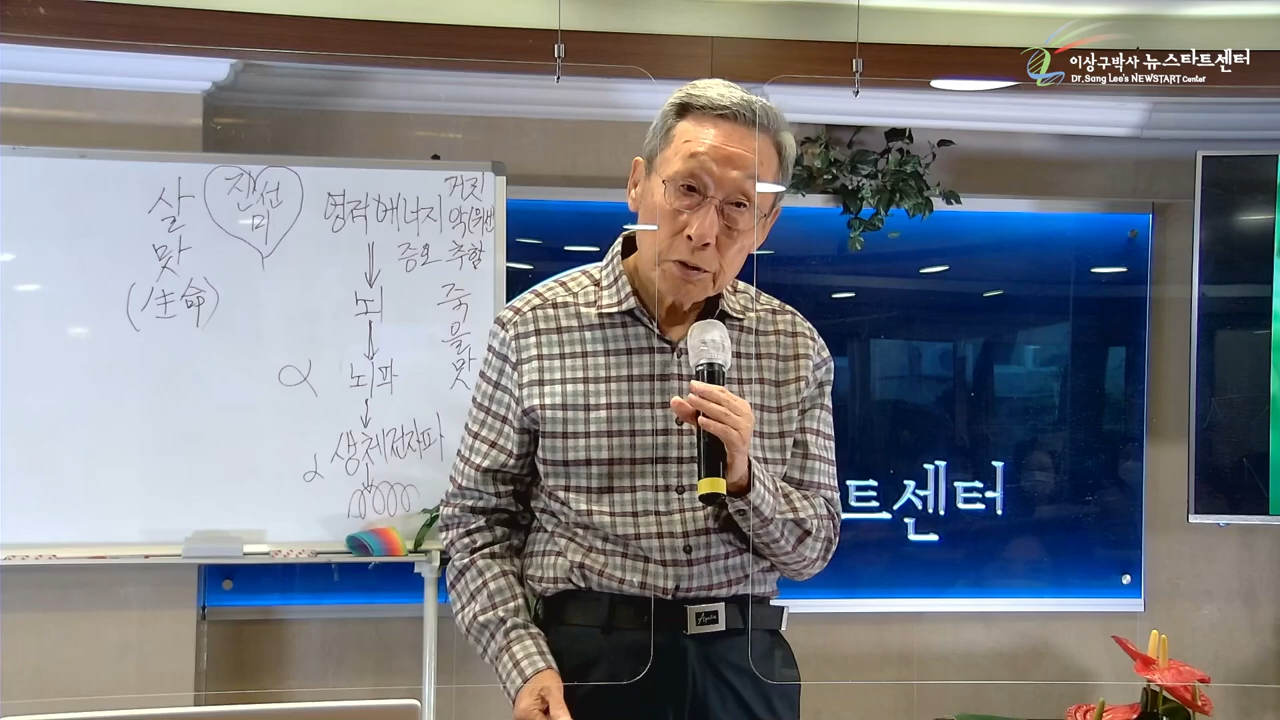 이상구박사 뉴스타트센터
Dr. Sang Lee's NEWSTART Center
살맛
(生命)
진 선
미
영적에너지
뇌
α 뇌파
α 생체전자파
거짓
악(위선
증오 추함
죽을맛
트센터